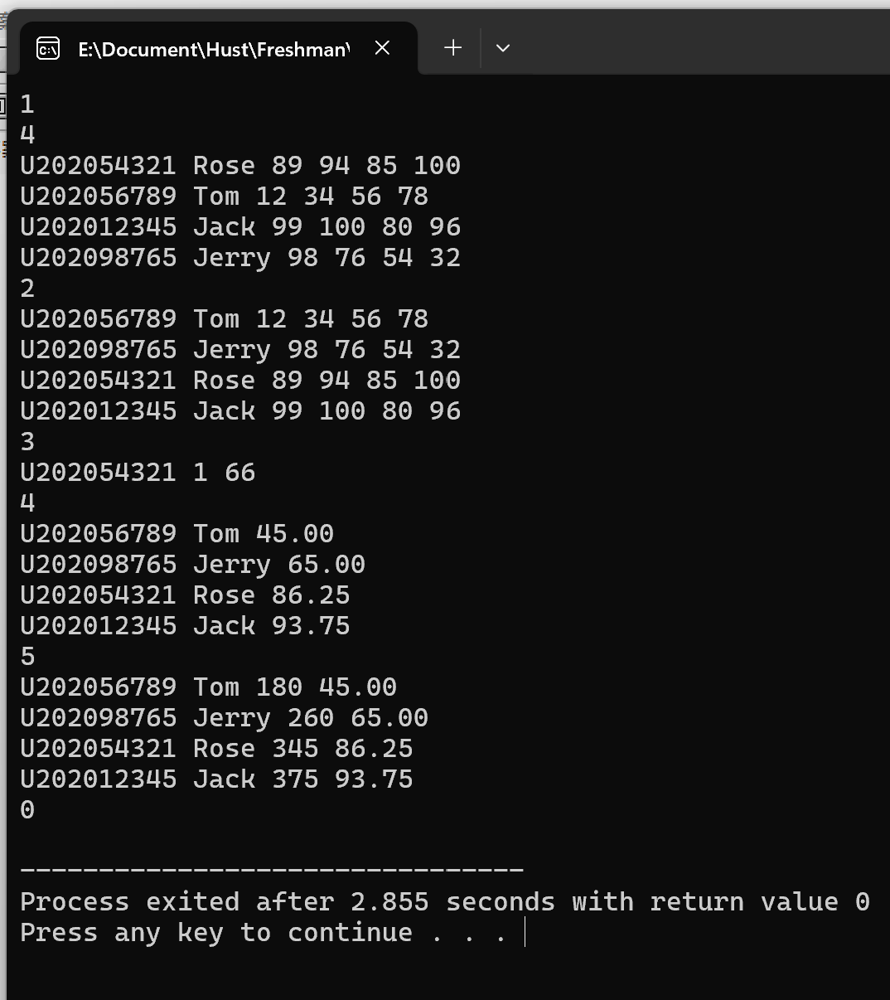 E:\Document\Hust\Freshman\
1
4
U202054321 Rose 89 94 85 100
U202056789 Tom 12 34 56 78
U202012345 Jack 99 100 80 96
U202098765 Jerry 98 76 54 32
2
U202056789 Tom 12 34 56 78
U202098765 Jerry 98 76 54 32
U202054321 Rose 89 94 85 100
U202012345 Jack 99 100 80 96
3
U202054321 1 66
4
U202056789 Tom 45.00
U202098765 Jerry 65.00
U202054321 Rose 86.25
U202012345 Jack 93.75
5
U202056789 Tom 180 45.00
U202098765 Jerry 260 65.00
U202054321 Rose 345 86.25
U202012345 Jack 375 93.75
0
--------------------------------
Process exited after 2.855 seconds with return value 0
Press any key to continue . . .